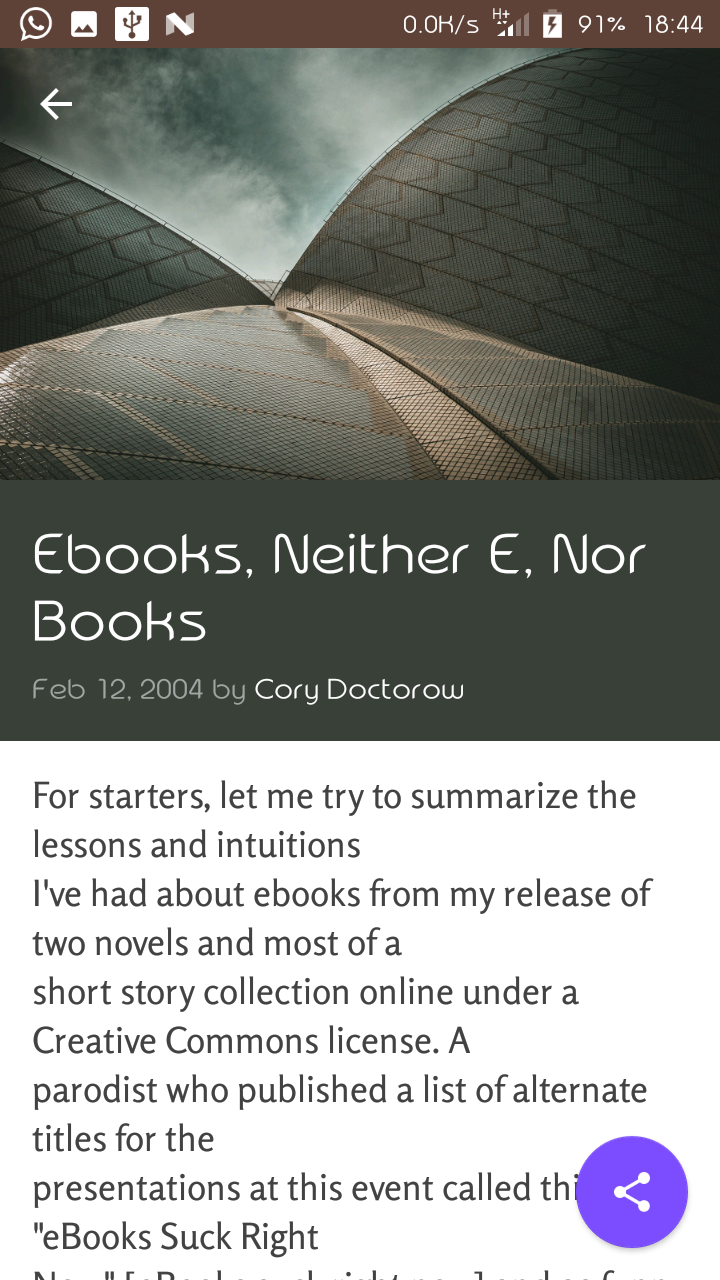 0.0K/s H+ 91% 18:44
Ebooks, Neither E, Nor
Books
Feb 12, 2004 by Cory Doctorow
For starters, let me try to summarize the
lessons and intuitions
I've had about ebooks from my release of
two novels and most of a
short story collection online under a
Creative Commons license. A
parodist who published a list of alternate
titles for the
presentations at this event called thi
"eBooks Suck Right